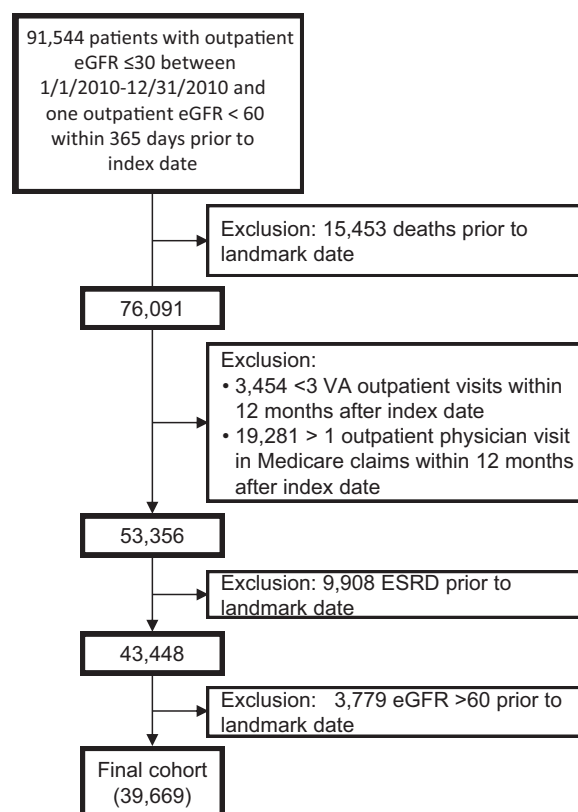 91,544 patients with outpatient
eGFR ≤30 between
1/1/2010-12/31/2010 and
one outpatient eGFR < 60
within 365 days prior to
index date
Exclusion: 15,453 deaths prior to
landmark date
76,091
Exclusion:
• 3,454 <3 VA outpatient visits within
12 months after index date
• 19,281 > 1 outpatient physician visit
in Medicare claims within 12 months
after index date
53,356
Exclusion: 9,908 ESRD prior to
landmark date
43,448
Exclusion: 3,779 eGFR >60 prior to
landmark date
Final cohort
(39,669)